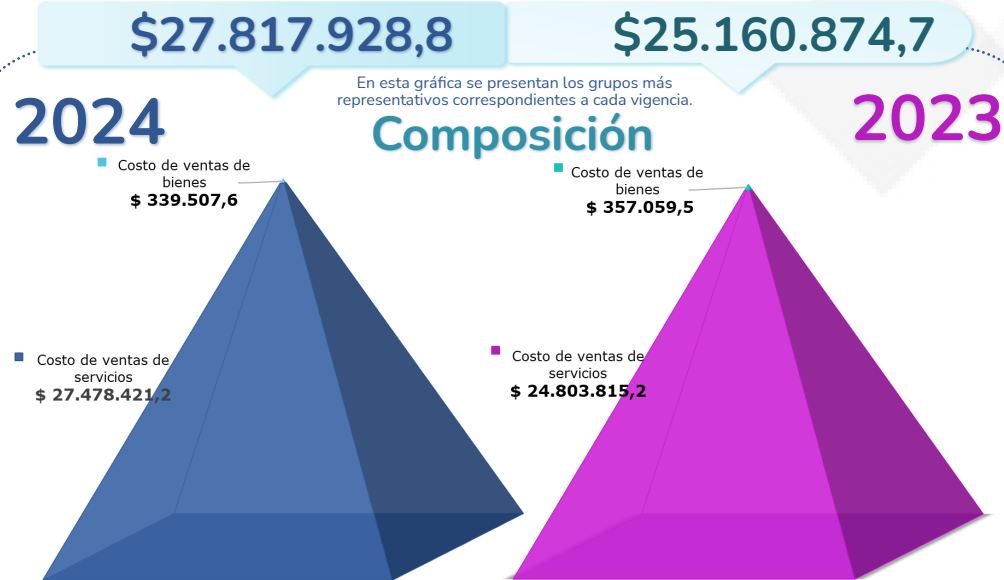 $27.817.928,8
$25.160.874,7
En esta gráfica se presentan los grupos más
representativos correspondientes a cada vigencia.
2024
Composición
2023
Costo de ventas de
bienes
$ 339.507,6
Costo de ventas de
bienes
$ 357.059,5
Costo de ventas de
servicios
$ 27.478.421,2
Costo de ventas de
servicios
$ 24.803.815,2